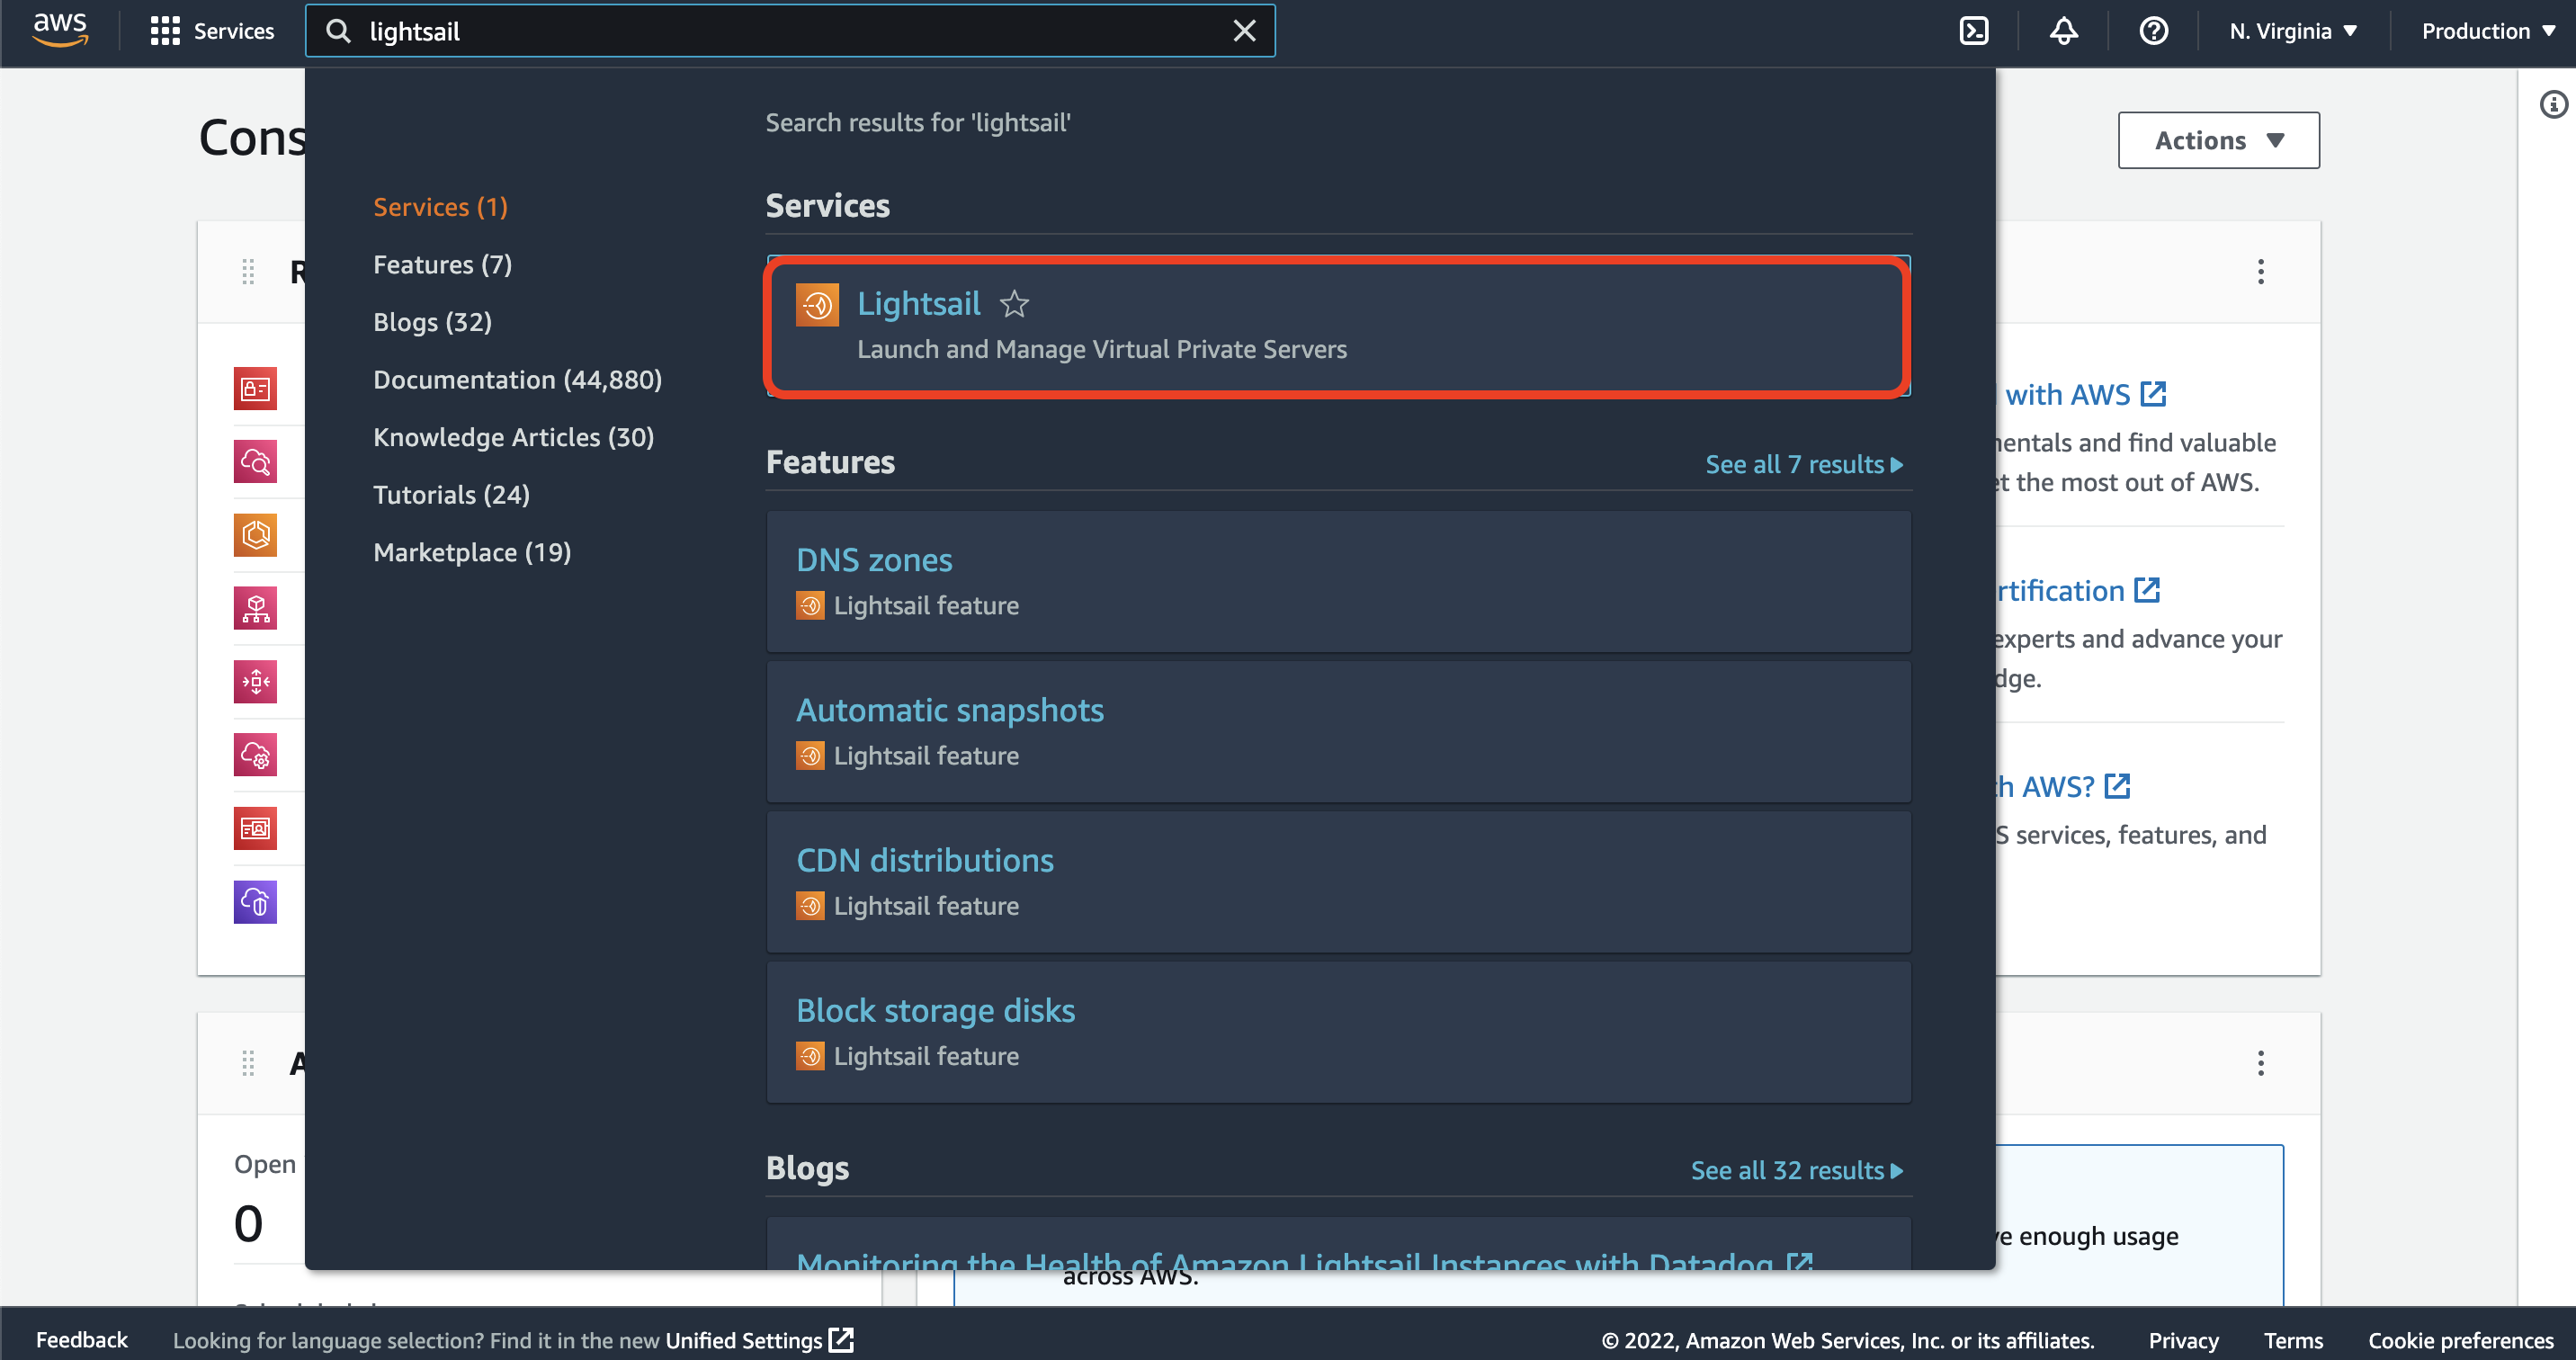 aws
Services
lightsail
N. Virginia
Production
Cons
Actions
Search results for 'lightsail'
Services (1)
Features (7)
Blogs (32)
Documentation (44,880)
Knowledge Articles (30)
Tutorials (24)
Marketplace (19)
Services
Lightsail
Launch and Manage Virtual Private Servers
Features
See all 7 results
DNS zones
Lightsail feature
Automatic snapshots
Lightsail feature
CDN distributions
Lightsail feature
Block storage disks
Lightsail feature
Blogs
See all 32 results
Monitoring the Health of Amazon Lightsail Instances with Datadog
R
with AWS
mentals and find valuable
et the most out of AWS.
rtification
experts and advance your
dge.
th AWS?
S services, features, and
A
Open
0
ve enough usage
across AWS.
Feedback
Looking for language selection? Find it in the new Unified Settings
© 2022, Amazon Web Services, Inc. or its affiliates.
Privacy
Terms
Cookie preferences